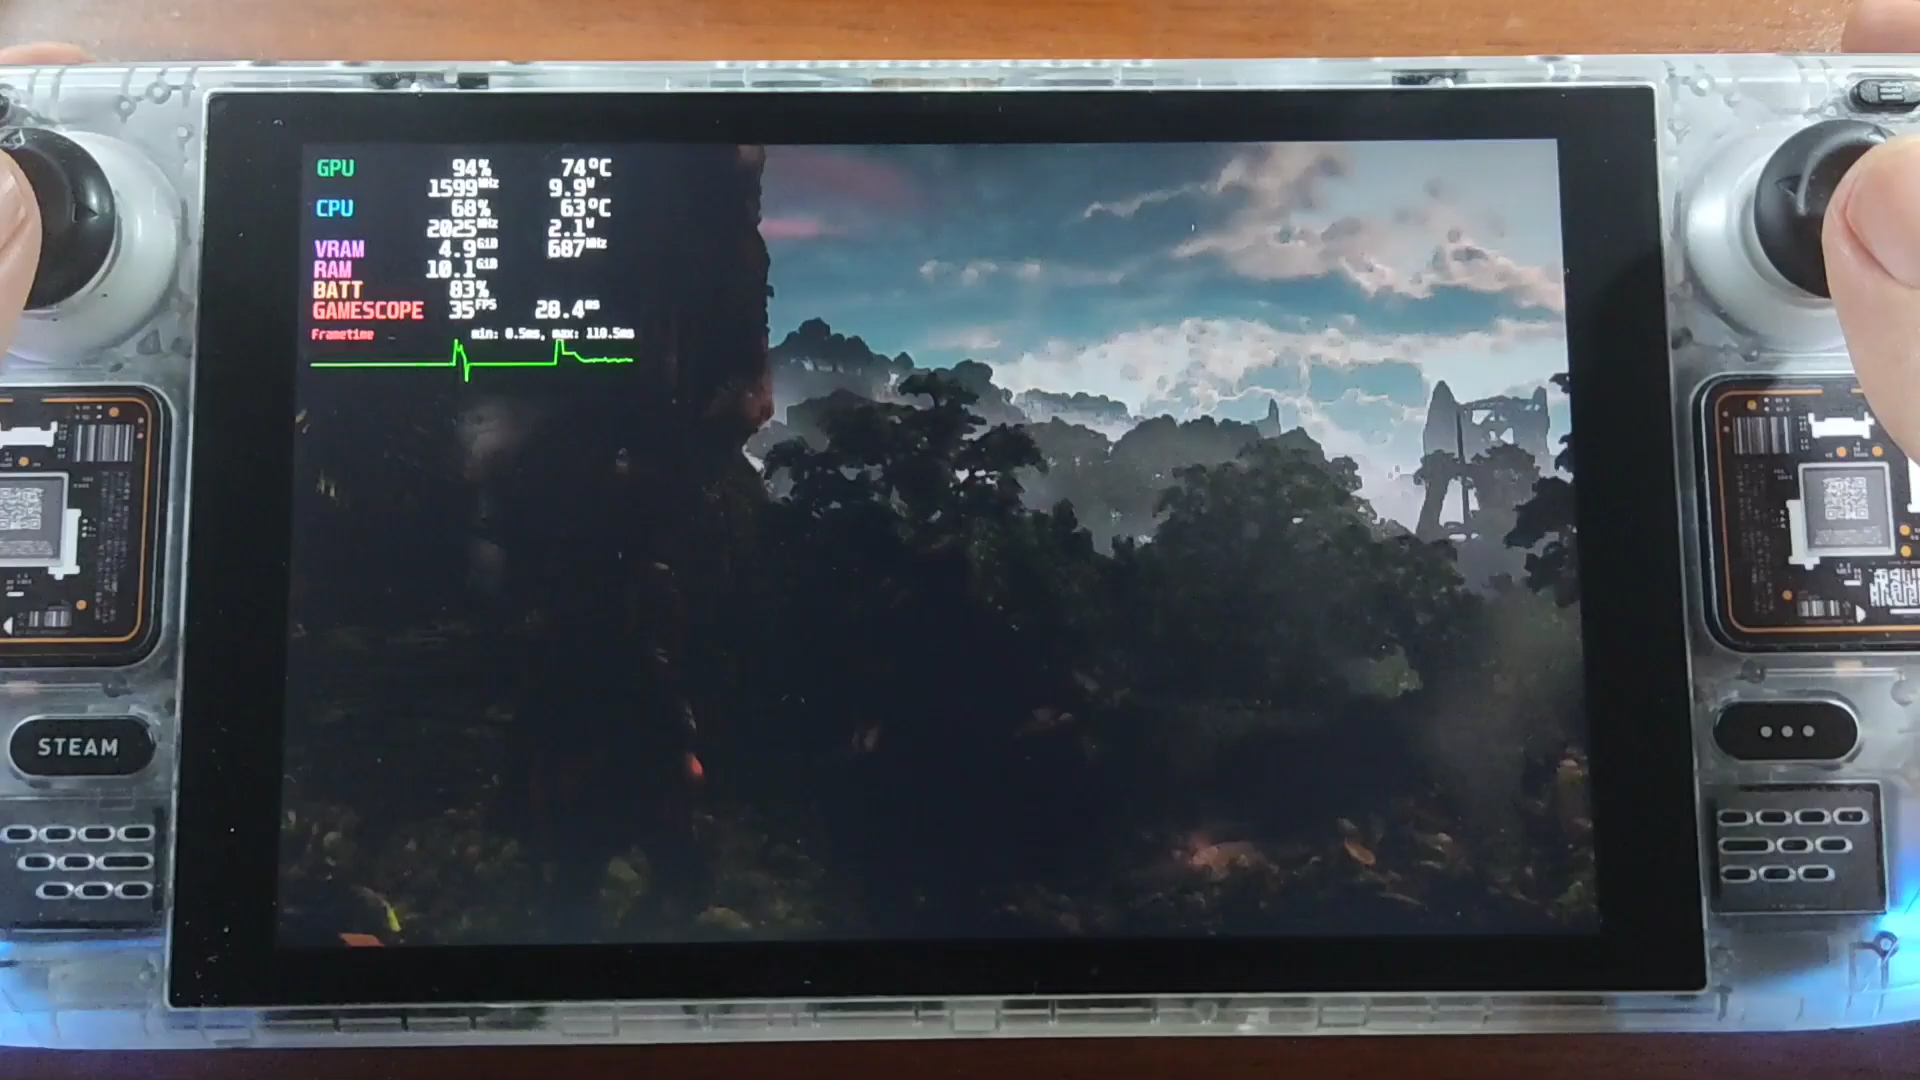 GPU 94% 74°C
1599MHz 9.9W
CPU 68% 63°C
2025MHz 2.1W
VRAM 4.9GiB 687MHz
RAM 10.1GiB
BATT 83%
GAMESCOPE 35FPS 28.4ms
Frametime min: 0.5ms, max: 110.5ms
STEAM